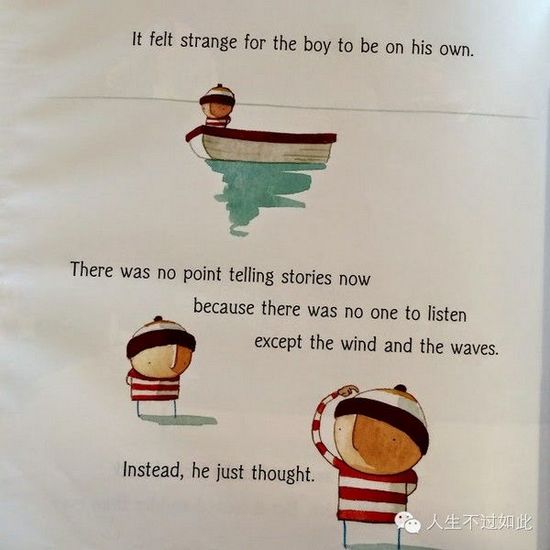 It felt strange for the boy to be on his own.
There was no point telling stories now
because there was no one to listen
except the wind and the waves.
Instead, he just thought.
人生不过如此